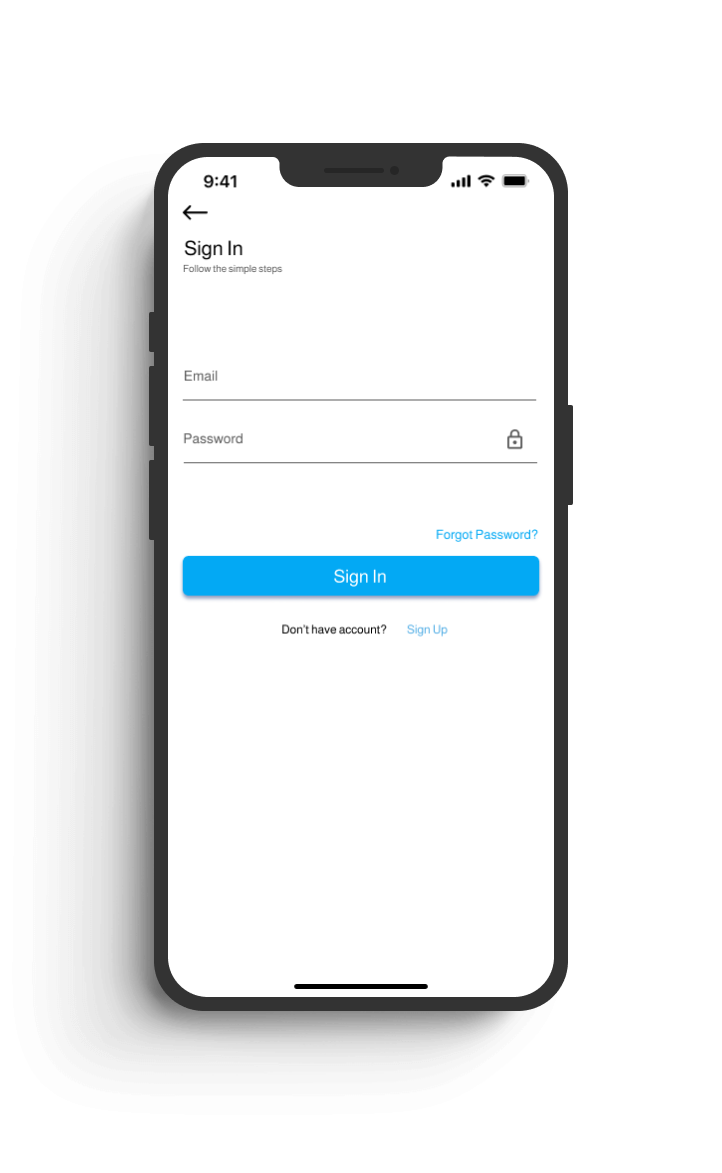 9:41
Sign In
Follow the simple steps
Email
Password
Forgot Password?
Sign In
Don't have account? Sign Up